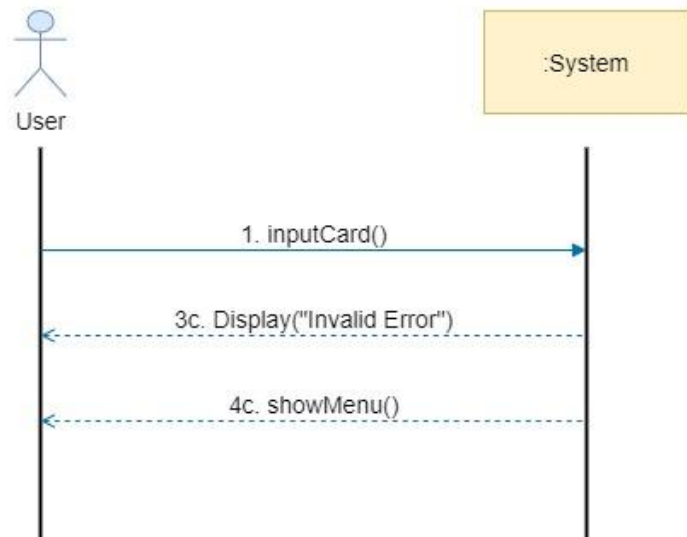 :System
User
1. inputCard()
3c. Display("Invalid Error")
4c. showMenu()